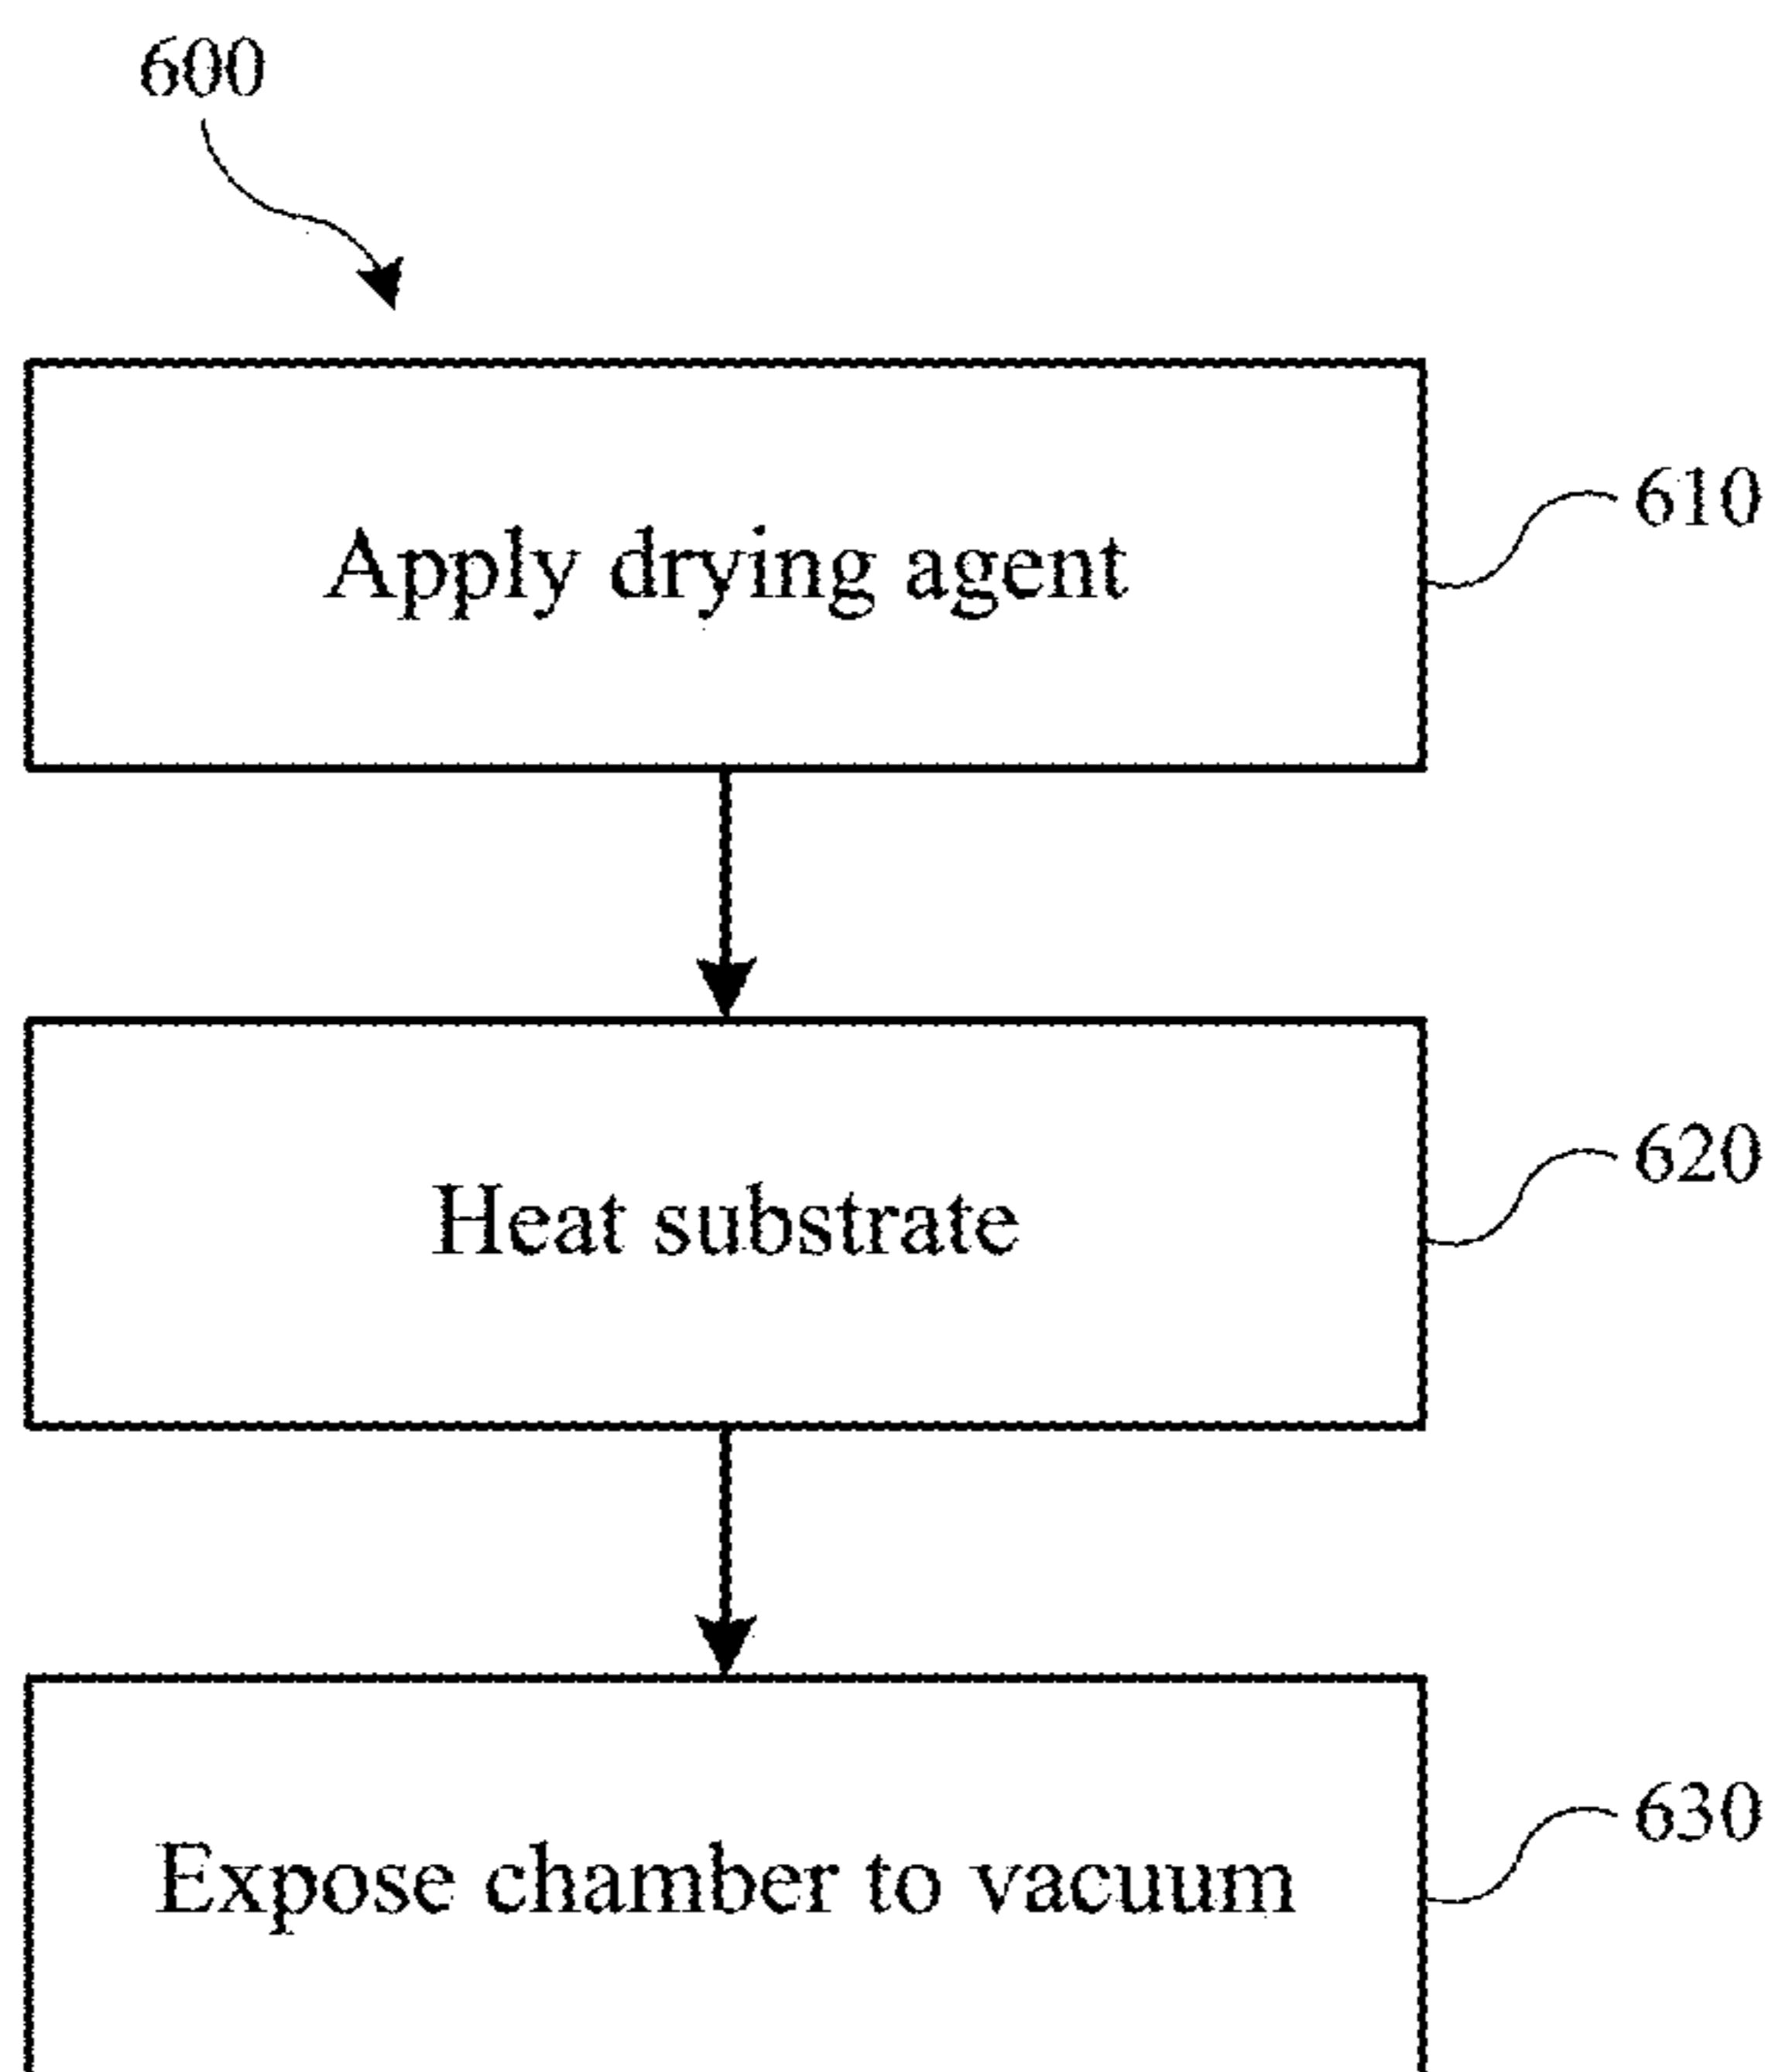 600
Apply drying agent
610
Heat substrate
620
Expose chamber to vacuum
630